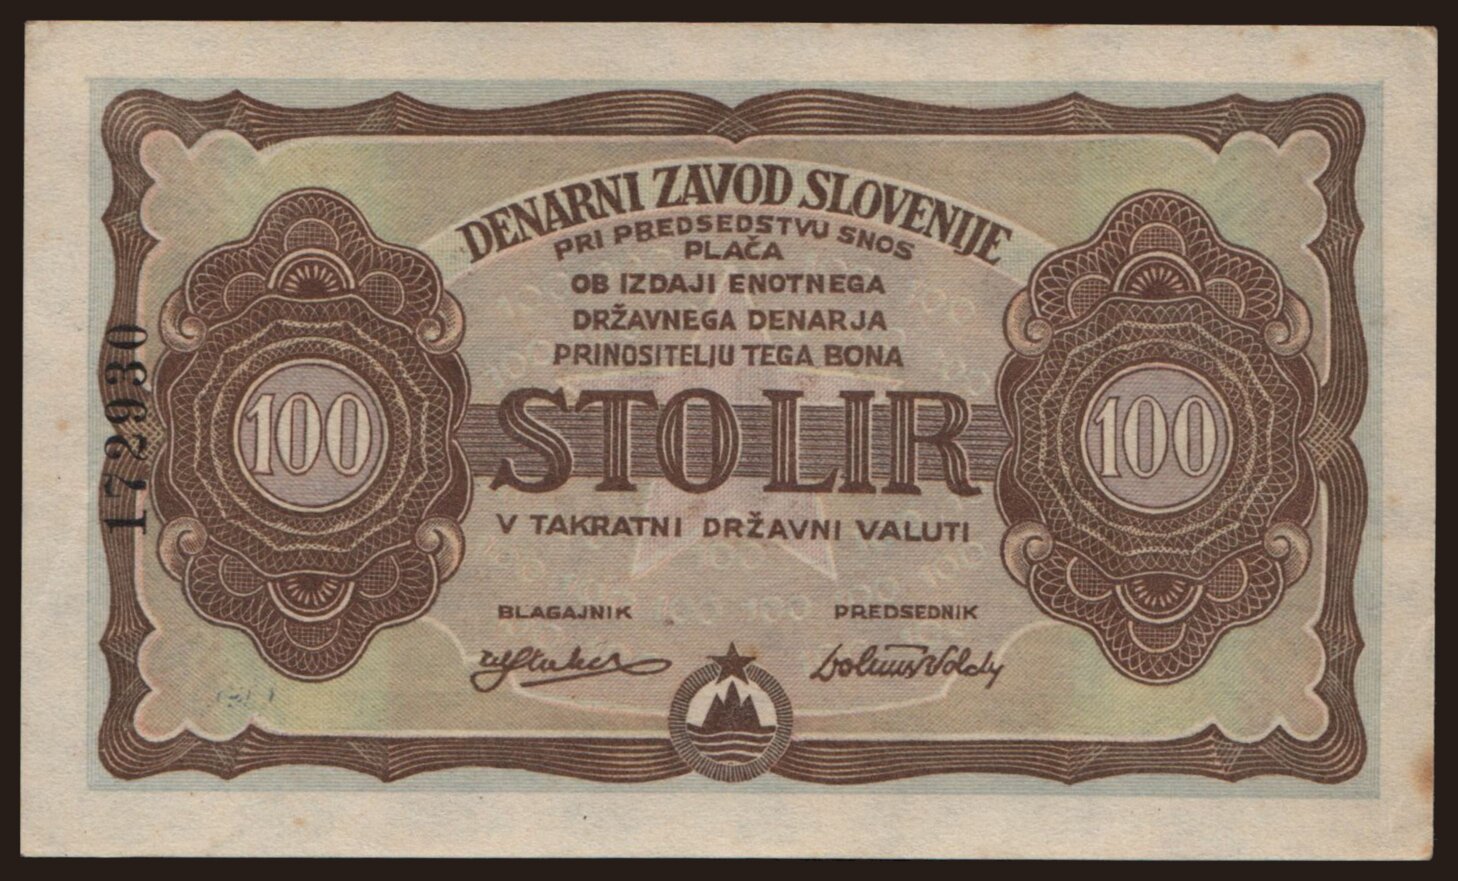 DENARNI ZAVOD SLOVENIJE
PRI PREDSEDSTVU SNOS
PLAČA
OB IZDAJI ENOTNEGA
DRŽAVNEGA DENARJA
PRINOSITELJU TEGA BONA
100
STO LIR
100
V TAKRATNI DRŽAVNI VALUTI
BLAGAJNIK
PREDSEDNIK
172930